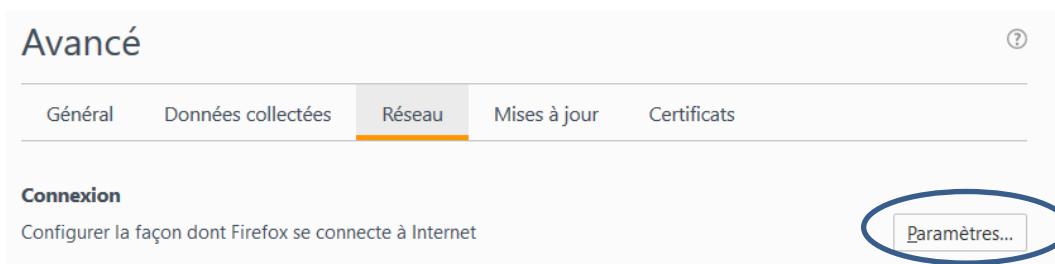 Avancé
?
Général Données collectées Réseau Mises à jour Certificats
Connexion
Configurer la façon dont Firefox se connecte à Internet
Paramètres...